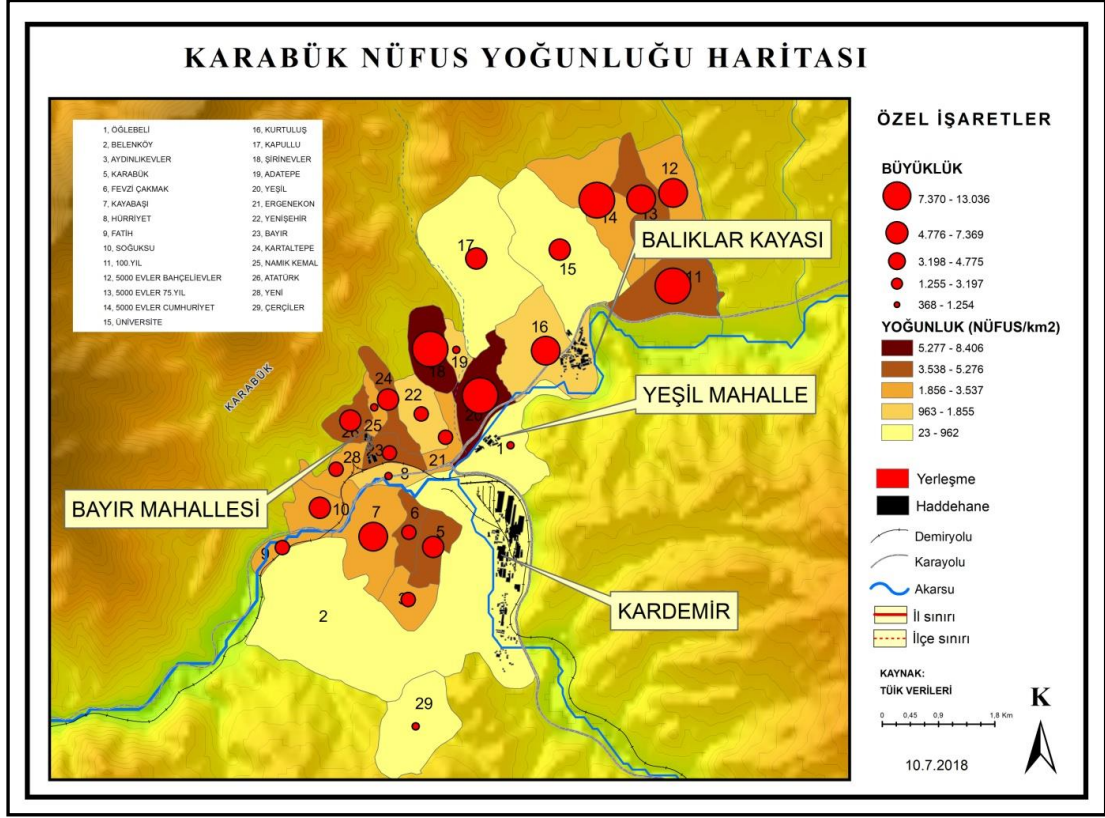 KARABÜK NÜFUS YOĞUNLUĞU HARİTASI
1, ÖĞLEBELİ
2, BELENKÖY
3, AYDINLIKEVLER
5, KARABÜK
6, FEVZİ ÇAKMAK
7, KAYABAŞI
8, HÜRRİYET
9, FATİH
10, SOĞUKSU
11, 100.YIL
12, 5000 EVLER BAHÇELİEVLER
13, 5000 EVLER 75.YIL
14, 5000 EVLER CUMHURİYET
15, ÜNİVERSİTE
16, KURTULUŞ
17, KAPULLU
18, ŞİRİNEVLER
19, ADATEPE
20, YEŞİL
21, ERGENEKON
22, YENİŞEHİR
23, BAYIR
24, KARTALTEPE
25, NAMIK KEMAL
26, ATATÜRK
28, YENİ
29, ÇERÇİLER
12
14
13
BALIKLAR KAYASI
17
15
11
16
19
18
KARABÜK
24
22
YEŞİL MAHALLE
25
21
1
28
8
BAYIR MAHALLESİ
10
7
6
5
9
3
KARDEMİR
2
29
ÖZEL İŞARETLER
BÜYÜKLÜK
7.370 - 13.036
4.776 - 7.369
3.198 - 4.775
1.255 - 3.197
368 - 1.254
YOĞUNLUK (NÜFUS/km2)
5.277 - 8.406
3.538 - 5.276
1.856 - 3.537
963 - 1.855
23 - 962
Yerleşme
Haddehane
Demiryolu
Karayolu
Akarsu
İl sınırı
İlçe sınırı
KAYNAK:
TÜİK VERİLERİ
K
0 0,45 0,9 1,8 Km
10.7.2018